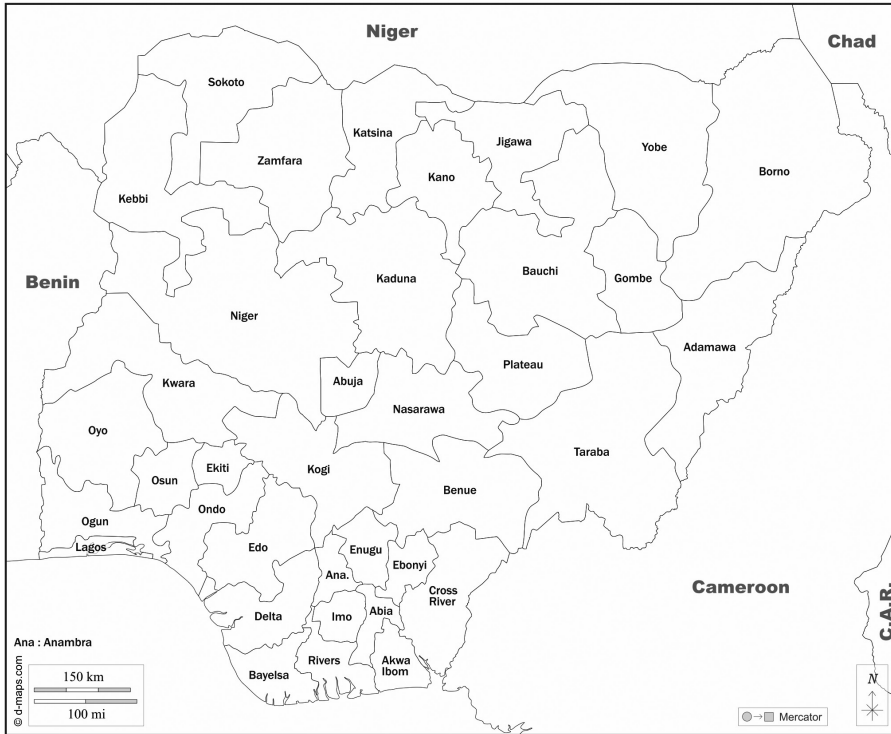 Niger
Chad
Sokoto
Katsina
Jigawa
Yobe
Zamfara
Kano
Borno
Kebbi
Benin
Kaduna
Bauchi
Gombe
Niger
Adamawa
Kwara
Abuja
Plateau
Nasarawa
Oyo
Taraba
Osun
Ekiti
Kogi
Benue
Ondo
Ogun
Lagos
Edo
Enugu
Ebonyi
Ana.
Cross
River
Cameroon
C.A.R.
Delta
Imo
Abia
Ana : Anambra
Bayelsa
Rivers
Akwa
Ibom
150 km
100 mi
© d-maps.com
N
Mercator